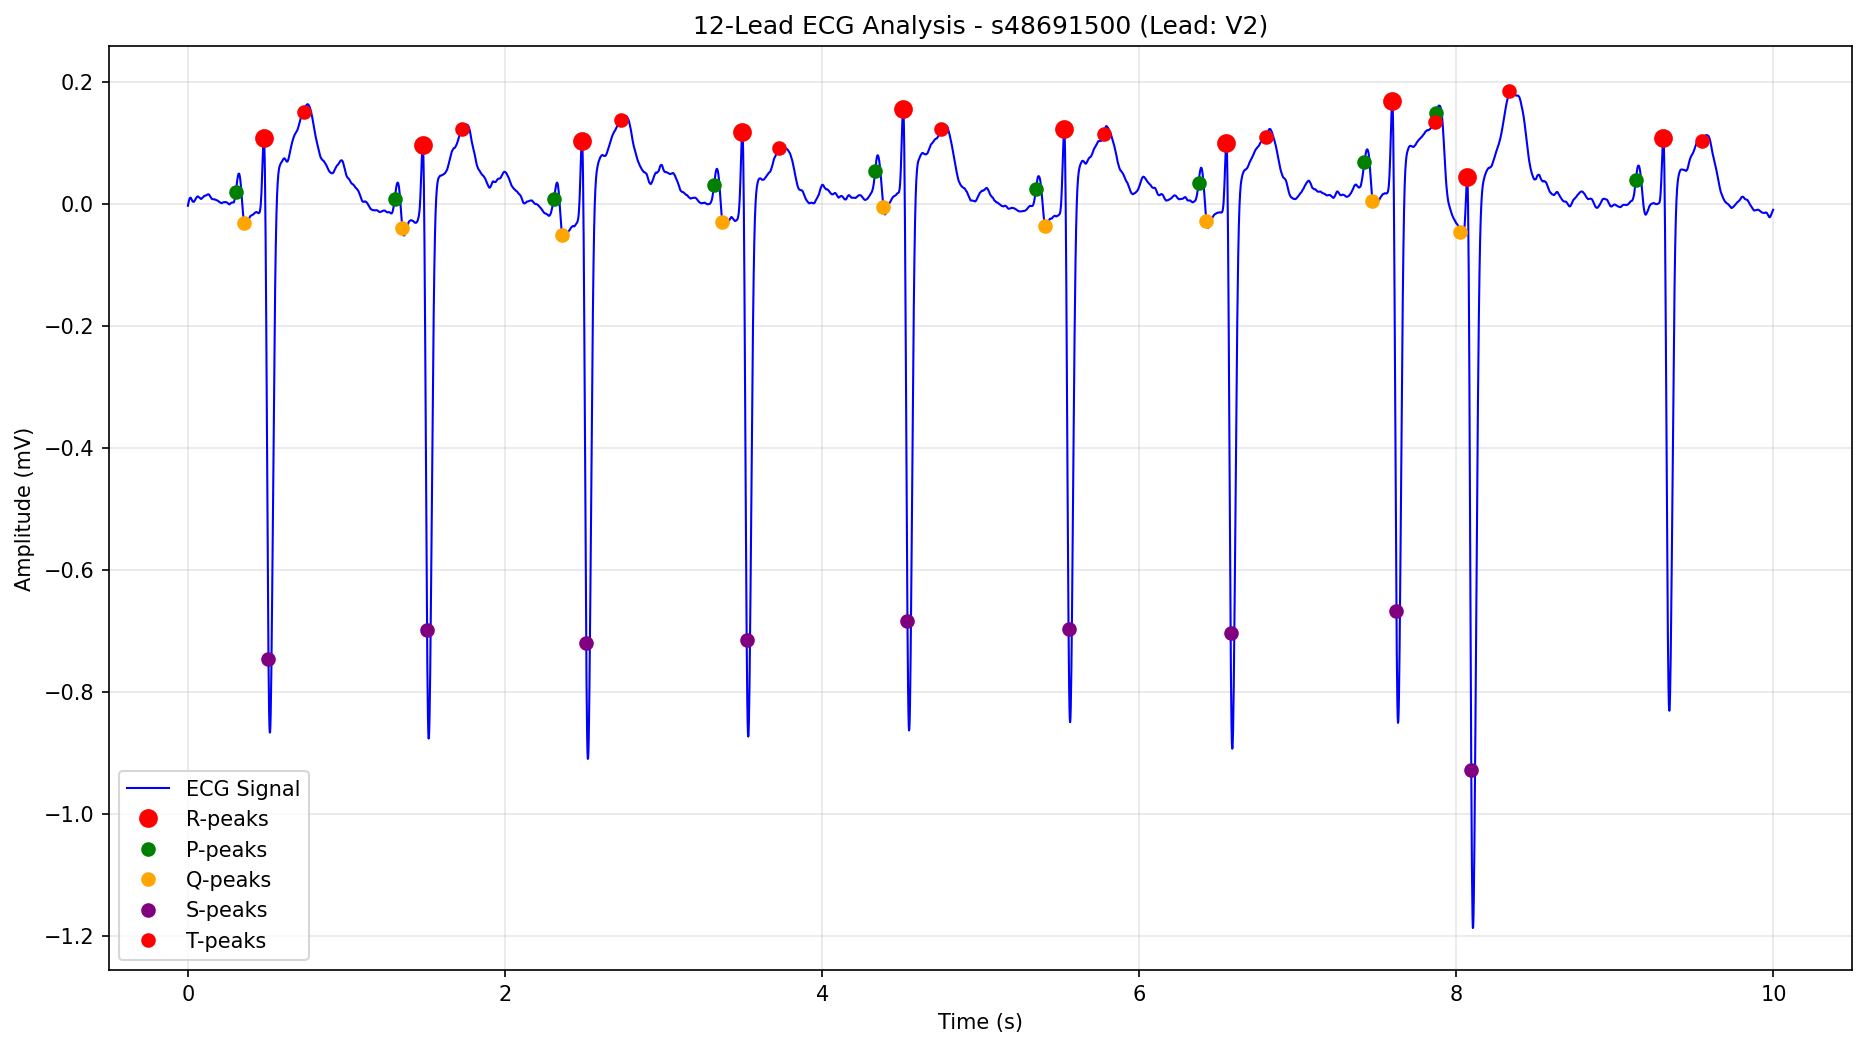 12-Lead ECG Analysis - s48691500 (Lead: V2)
Amplitude (mV)
0.2
0.0
−0.2
−0.4
−0.6
−0.8
−1.0
−1.2
ECG Signal
R-peaks
P-peaks
Q-peaks
S-peaks
T-peaks
0 2 4 6 8 10
Time (s)